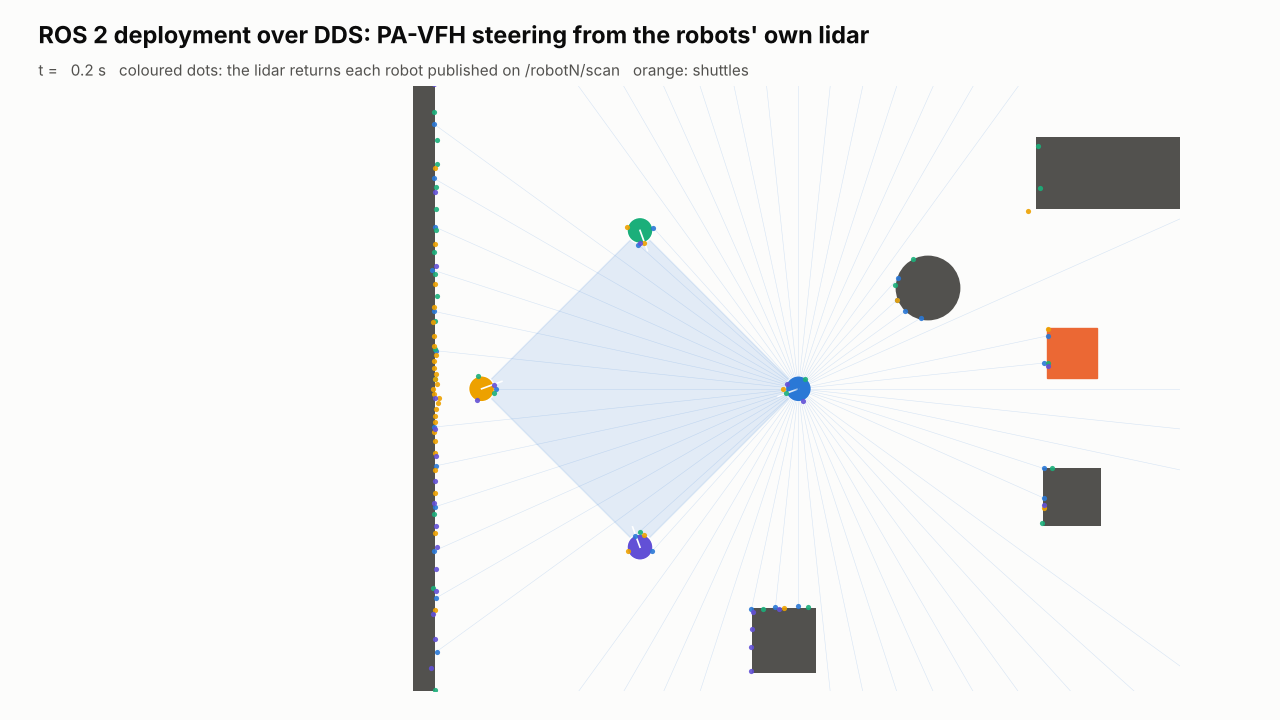 ROS 2 deployment over DDS: PA-VFH steering from the robots' own lidar
t = 0.2 s coloured dots: the lidar returns each robot published on /robotN/scan orange: shuttles